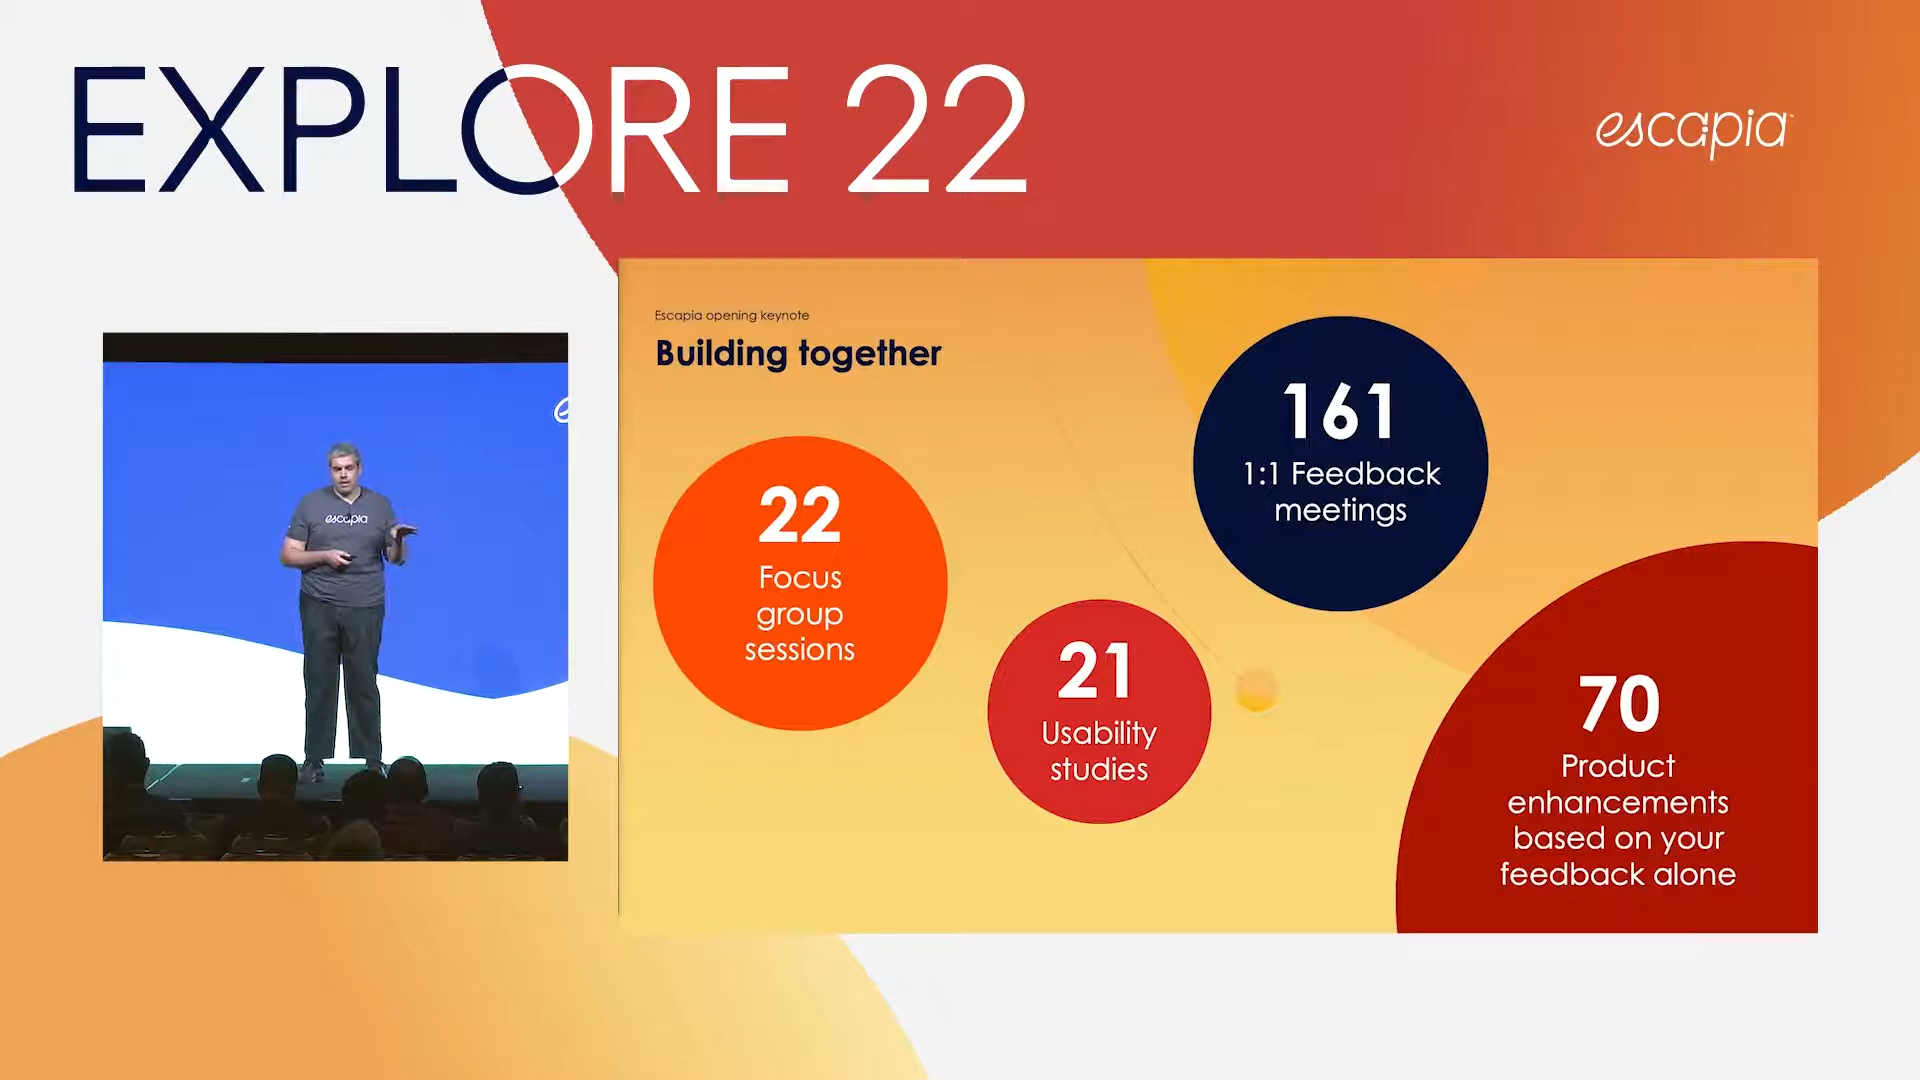 EXPLORE 22
escapia
Escapia opening keynote
Building together
161
1:1 Feedback
meetings
22
Focus
group
sessions
21
Usability
studies
70
Product
enhancements
based on your
feedback alone
escapia